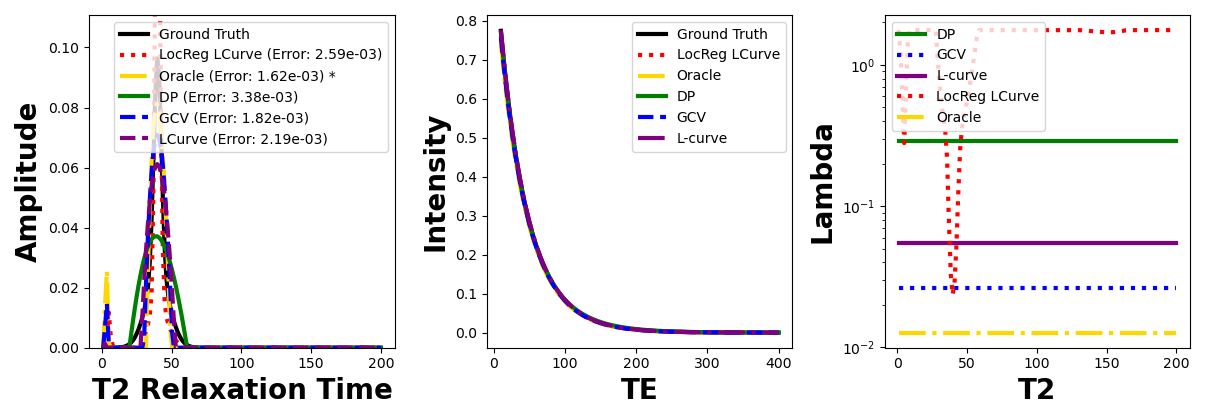 Amplitude
0.10
0.08
0.06
0.04
0.02
0.00
0
50
100
150
200
T2 Relaxation Time
Ground Truth
LocReg LCurve (Error: 2.59e-03)
Oracle (Error: 1.62e-03) *
DP (Error: 3.38e-03)
GCV (Error: 1.82e-03)
LCurve (Error: 2.19e-03)
Intensity
0.8
0.7
0.6
0.5
0.4
0.3
0.2
0.1
0.0
0
100
200
300
400
TE
Ground Truth
LocReg LCurve
Oracle
DP
GCV
L-curve
Lambda
10⁰
10⁻¹
10⁻²
0
50
100
150
200
T2
DP
GCV
L-curve
LocReg LCurve
Oracle